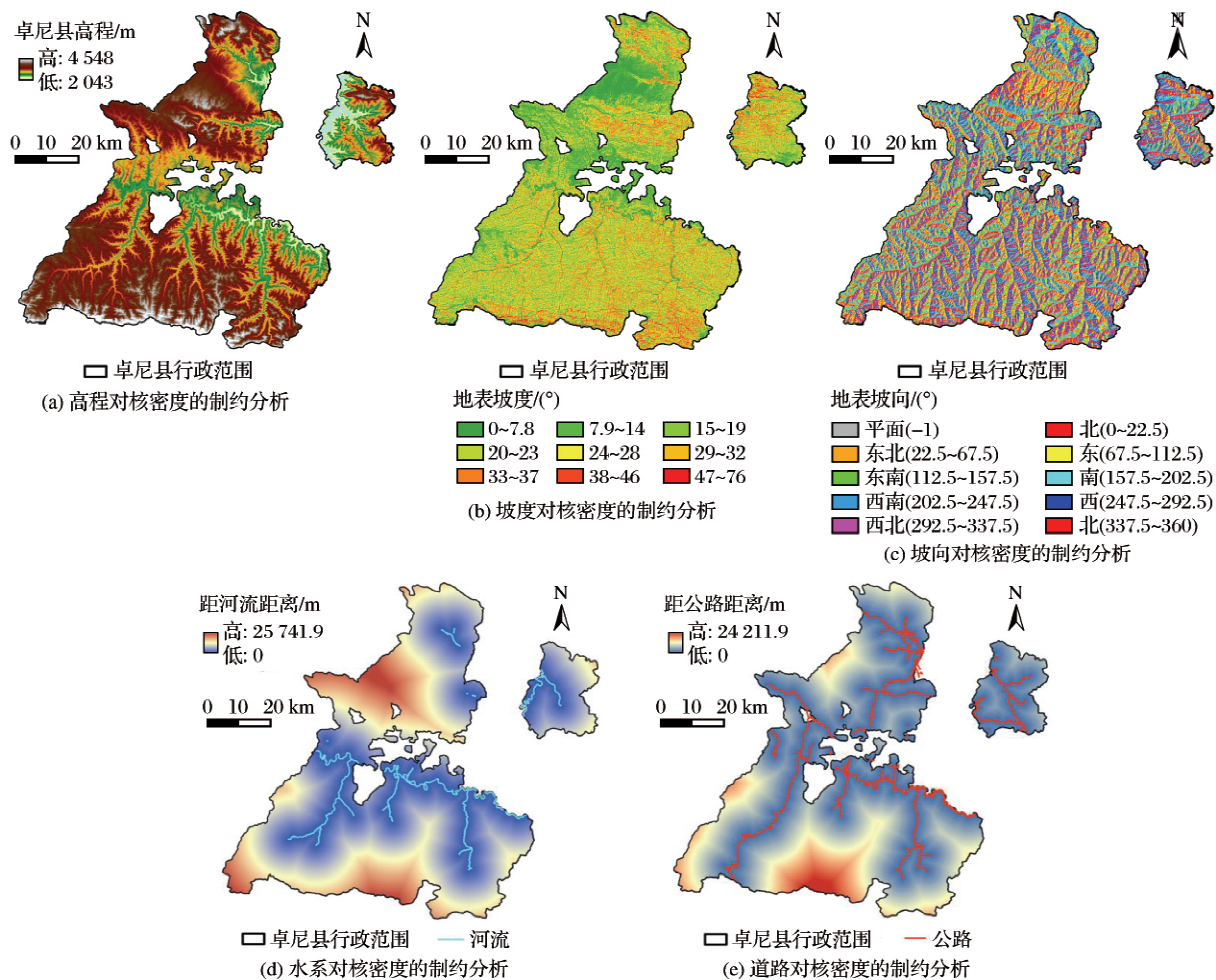 卓尼县高程/m
高: 4 548
低: 2 043
0 10 20 km
N
卓尼县行政范围
(a) 高程对核密度的制约分析
0 10 20 km
N
卓尼县行政范围
地表坡度/(°)
0~7.8 7.9~14 15~19
20~23 24~28 29~32
33~37 38~46 47~76
(b) 坡度对核密度的制约分析
0 10 20 km
N
卓尼县行政范围
地表坡向/(°)
平面(-1) 北(0~22.5)
东北(22.5~67.5) 东(67.5~112.5)
东南(112.5~157.5) 南(157.5~202.5)
西南(202.5~247.5) 西(247.5~292.5)
西北(292.5~337.5) 北(337.5~360)
(c) 坡向对核密度的制约分析
距河流距离/m
高: 25 741.9
低: 0
0 10 20 km
N
卓尼县行政范围 河流
(d) 水系对核密度的制约分析
距公路距离/m
高: 24 211.9
低: 0
0 10 20 km
N
卓尼县行政范围 公路
(e) 道路对核密度的制约分析